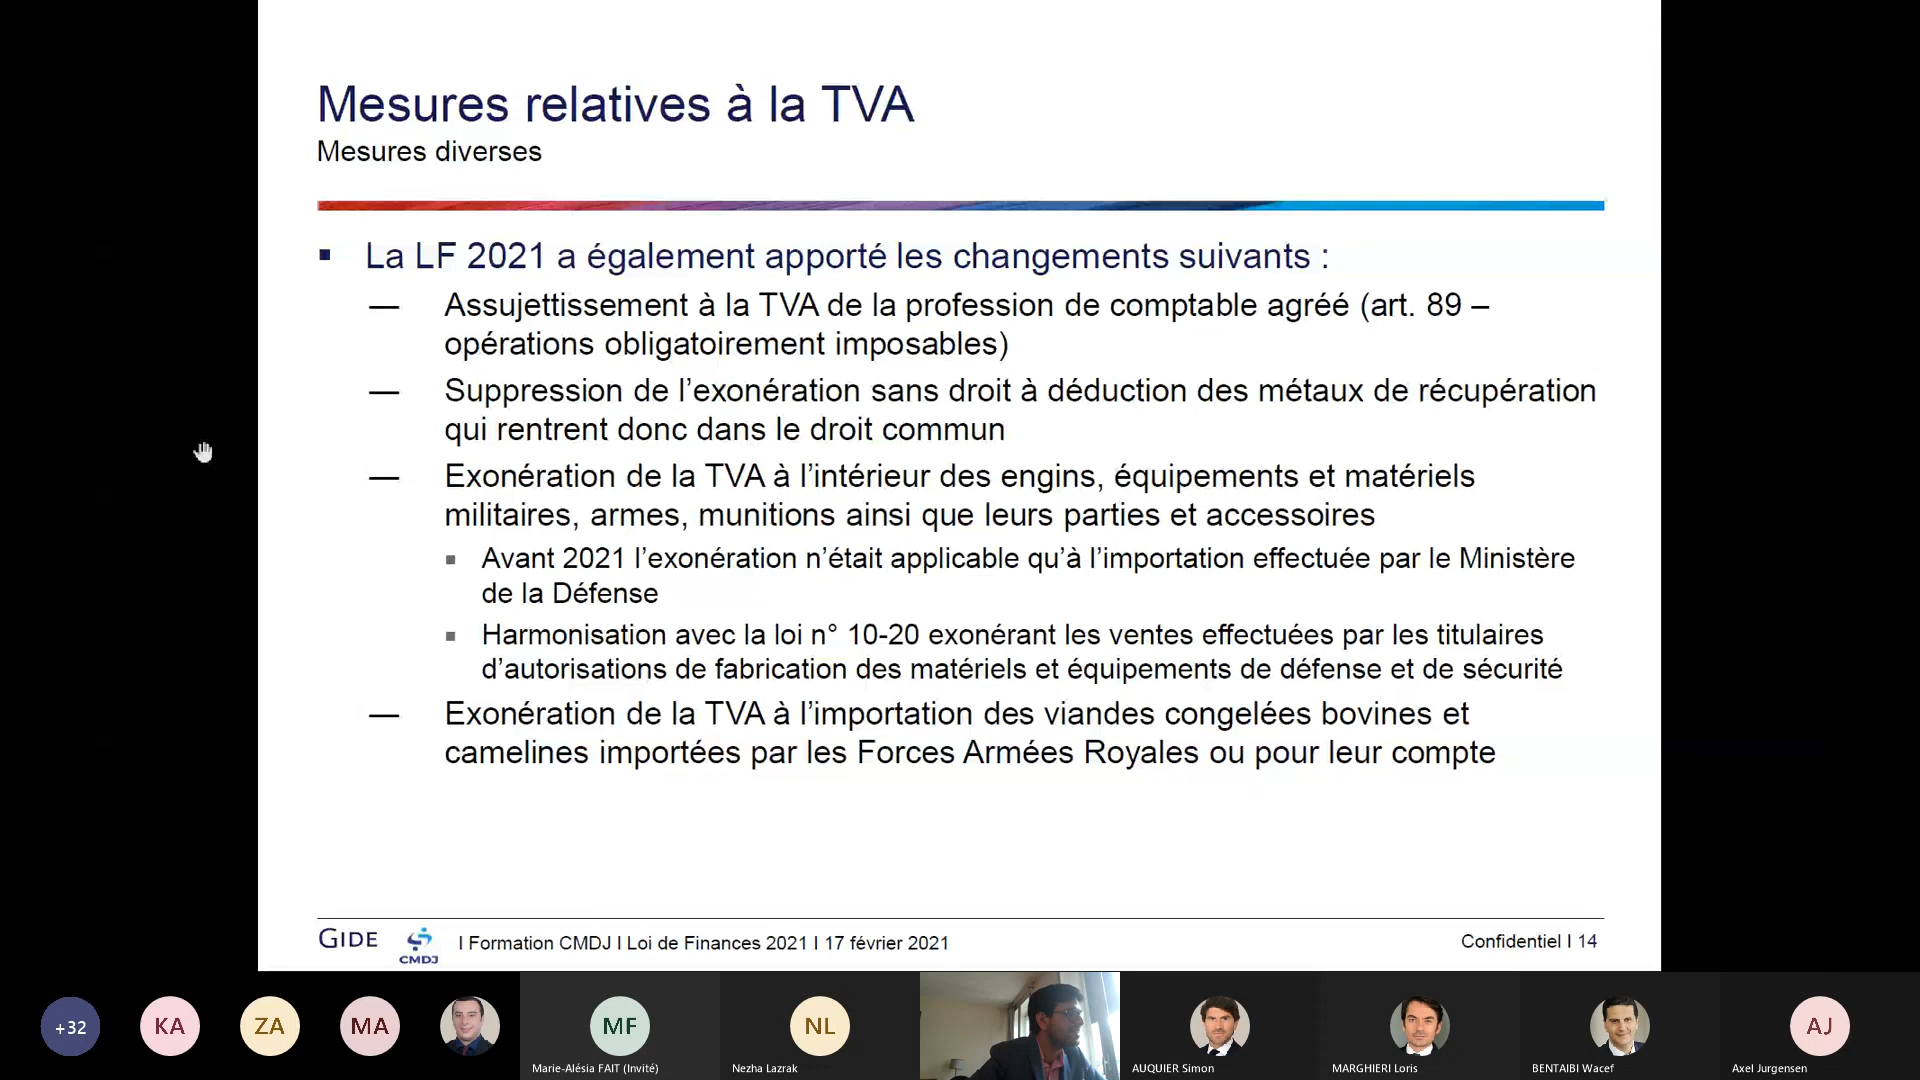 Mesures relatives à la TVA
Mesures diverses
▪ La LF 2021 a également apporté les changements suivants :
— Assujettissement à la TVA de la profession de comptable agréé (art. 89 –
opérations obligatoirement imposables)
— Suppression de l’exonération sans droit à déduction des métaux de récupération
qui rentrent donc dans le droit commun
— Exonération de la TVA à l’intérieur des engins, équipements et matériels
militaires, armes, munitions ainsi que leurs parties et accessoires
▪ Avant 2021 l’exonération n’était applicable qu’à l’importation effectuée par le Ministère
de la Défense
▪ Harmonisation avec la loi n° 10-20 exonérant les ventes effectuées par les titulaires
d’autorisations de fabrication des matériels et équipements de défense et de sécurité
— Exonération de la TVA à l’importation des viandes congelées bovines et
camelines importées par les Forces Armées Royales ou pour leur compte
GIDE CMDJ I Formation CMDJ I Loi de Finances 2021 I 17 février 2021 Confidentiel I 14
+32 KA ZA MA MF NL AJ
Marie-Alésia FAIT (Invité) Nezha Lazrak AUQUIER Simon MARGHIERI Loris BENTAIBI Wacef Axel Jurgensen